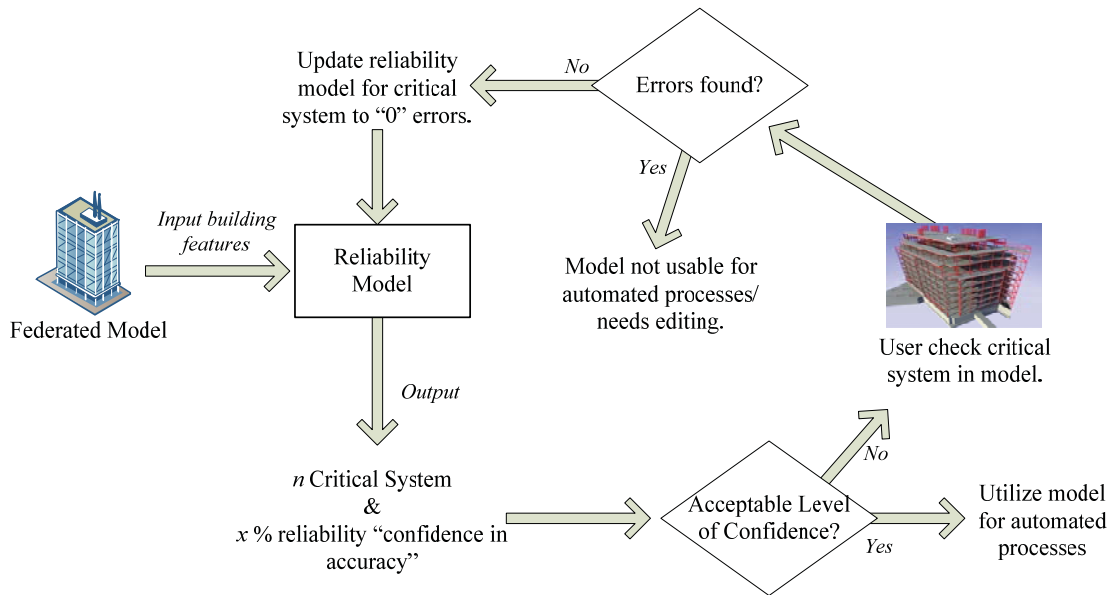 Update reliability
model for critical
system to “0” errors.
No
Errors found?
Yes
Model not usable for
automated processes/
needs editing.
Input building
features
Federated Model
Reliability
Model
Output
n Critical System
&
x % reliability “confidence in
accuracy”
Acceptable Level
of Confidence?
No
User check critical
system in model.
Yes
Utilize model
for automated
processes